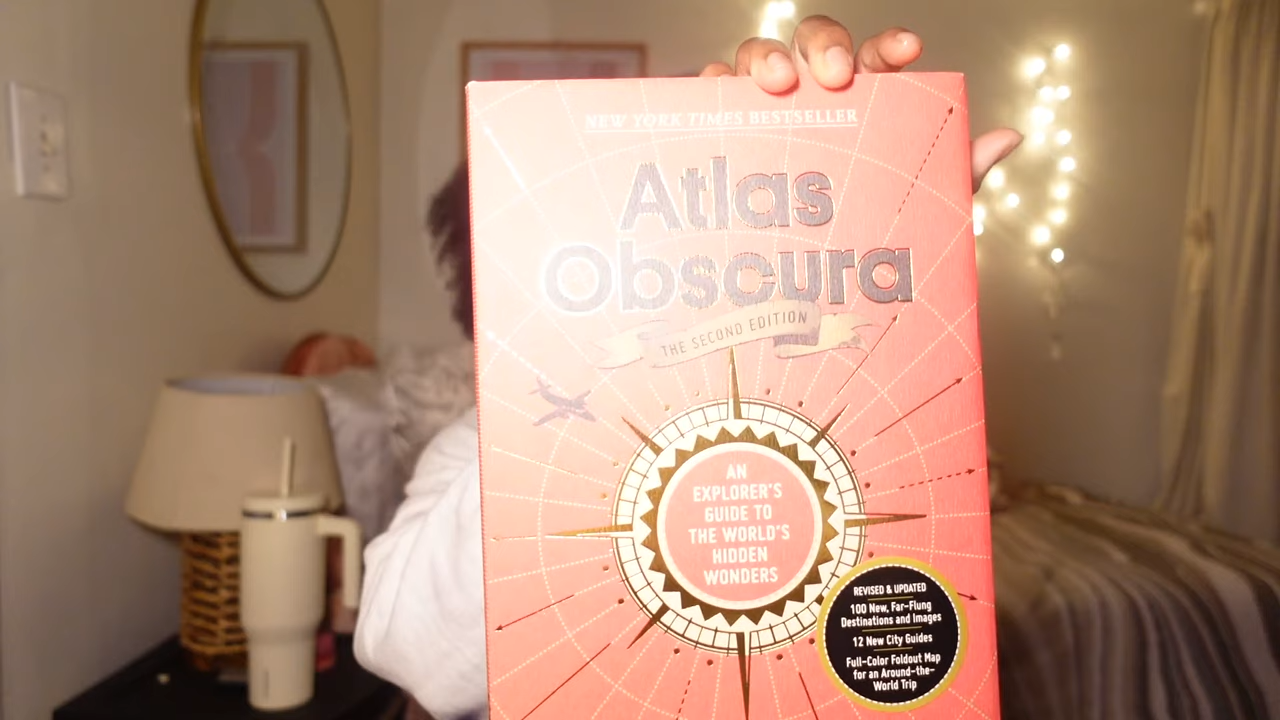 NEW YORK TIMES BESTSELLER
Atlas
Obscura
THE SECOND EDITION
AN
EXPLORER'S
GUIDE TO
THE WORLD'S
HIDDEN
WONDERS
REVISED & UPDATED
100 New, Far-Flung
Destinations and Images
12 New City Guides
Full-Color Foldout Map
for an Around-the-
World Trip